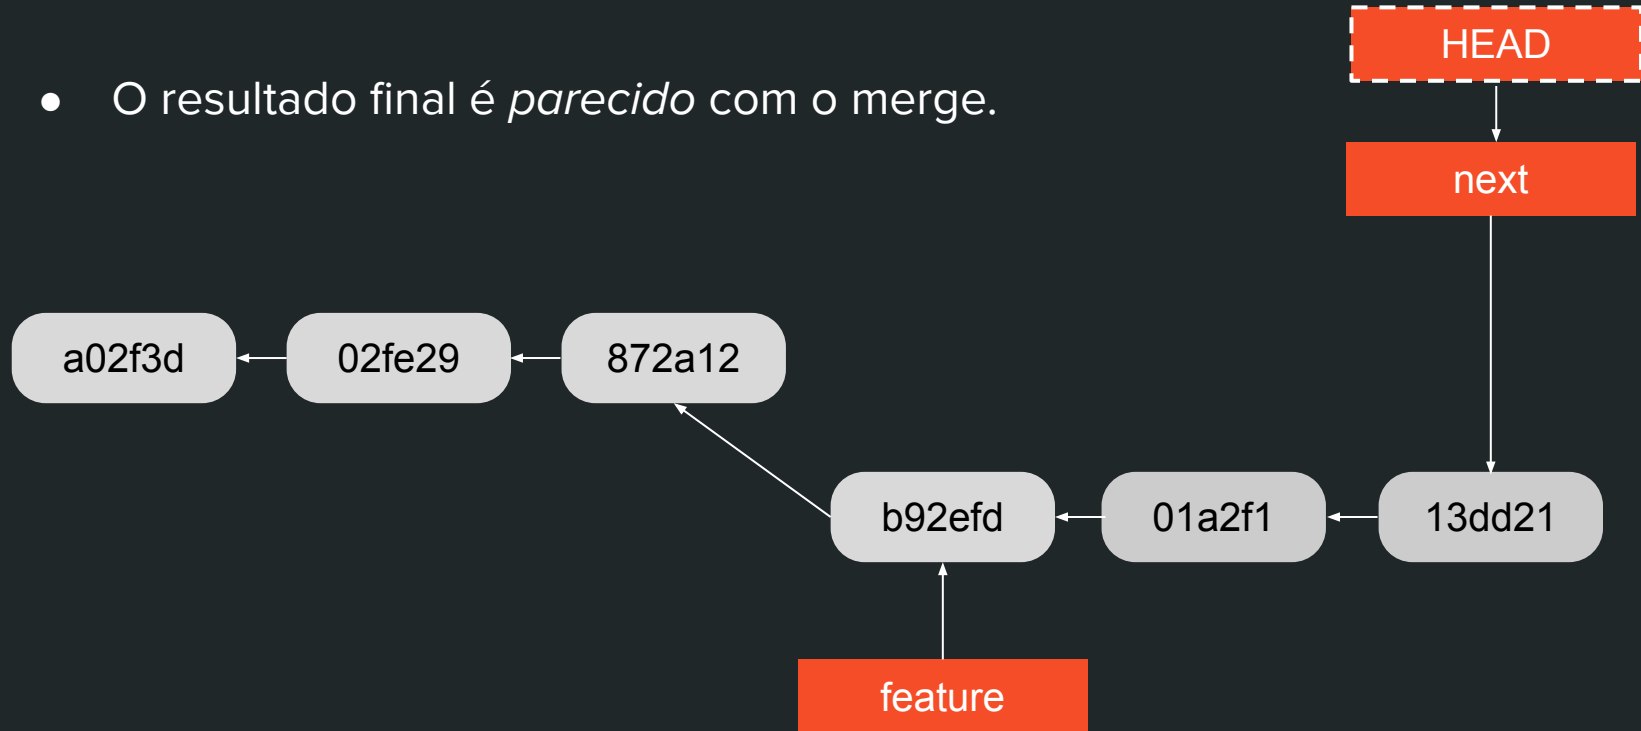 HEAD
● O resultado final é parecido com o merge.
next
a02f3d 02fe29 872a12
b92efd 01a2f1 13dd21
feature